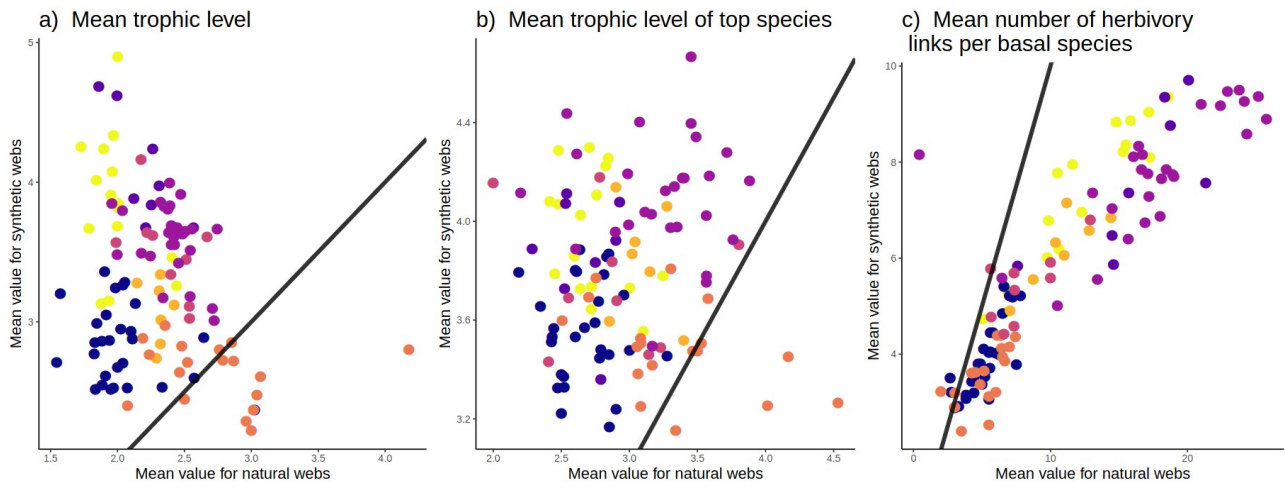 a) Mean trophic level
5
4
3
1.5 2.0 2.5 3.0 3.5 4.0
Mean value for natural webs
Mean value for synthetic webs
b) Mean trophic level of top species
4.4
4.0
3.6
3.2
2.0 2.5 3.0 3.5 4.0 4.5
Mean value for natural webs
Mean value for synthetic webs
c) Mean number of herbivory
links per basal species
10
8
6
4
0 10 20
Mean value for natural webs
Mean value for synthetic webs